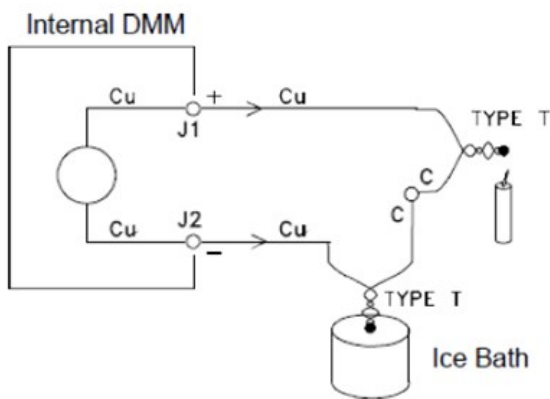 Internal DMM
Cu
+
Cu
J1
TYPE T
C
C
J2
Cu
−
Cu
TYPE T
Ice Bath